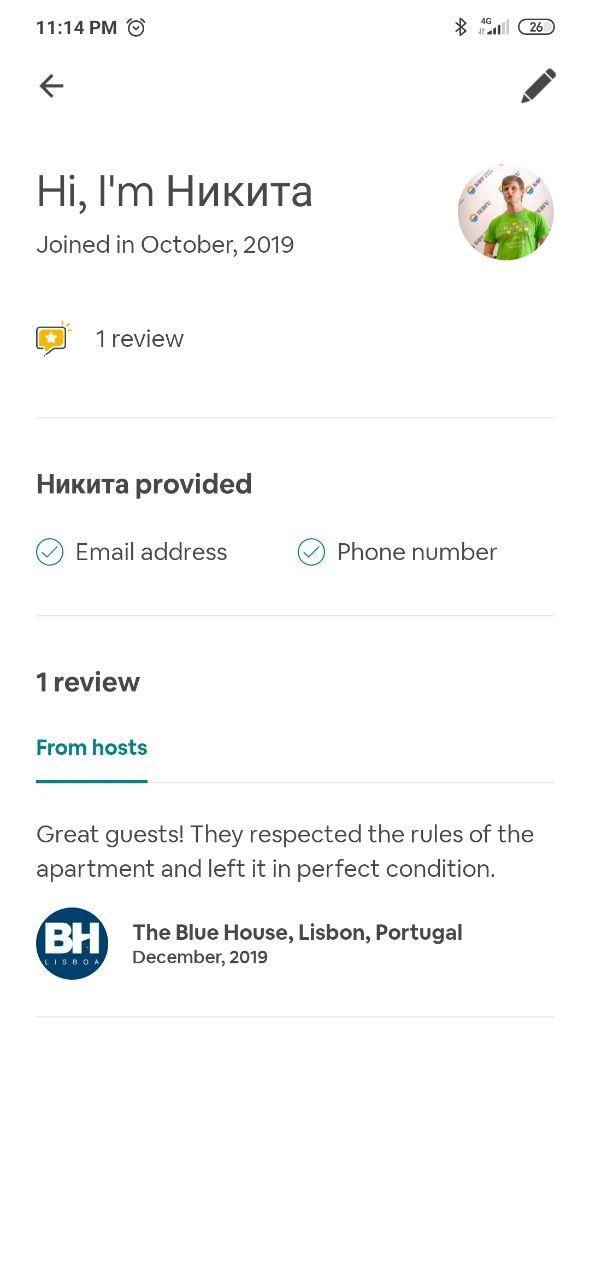 11:14 PM
4G
26
Hi, I'm Никита
Joined in October, 2019
1 review
Никита provided
Email address
Phone number
1 review
From hosts
Great guests! They respected the rules of the
apartment and left it in perfect condition.
BH
LISBOA
The Blue House, Lisbon, Portugal
December, 2019